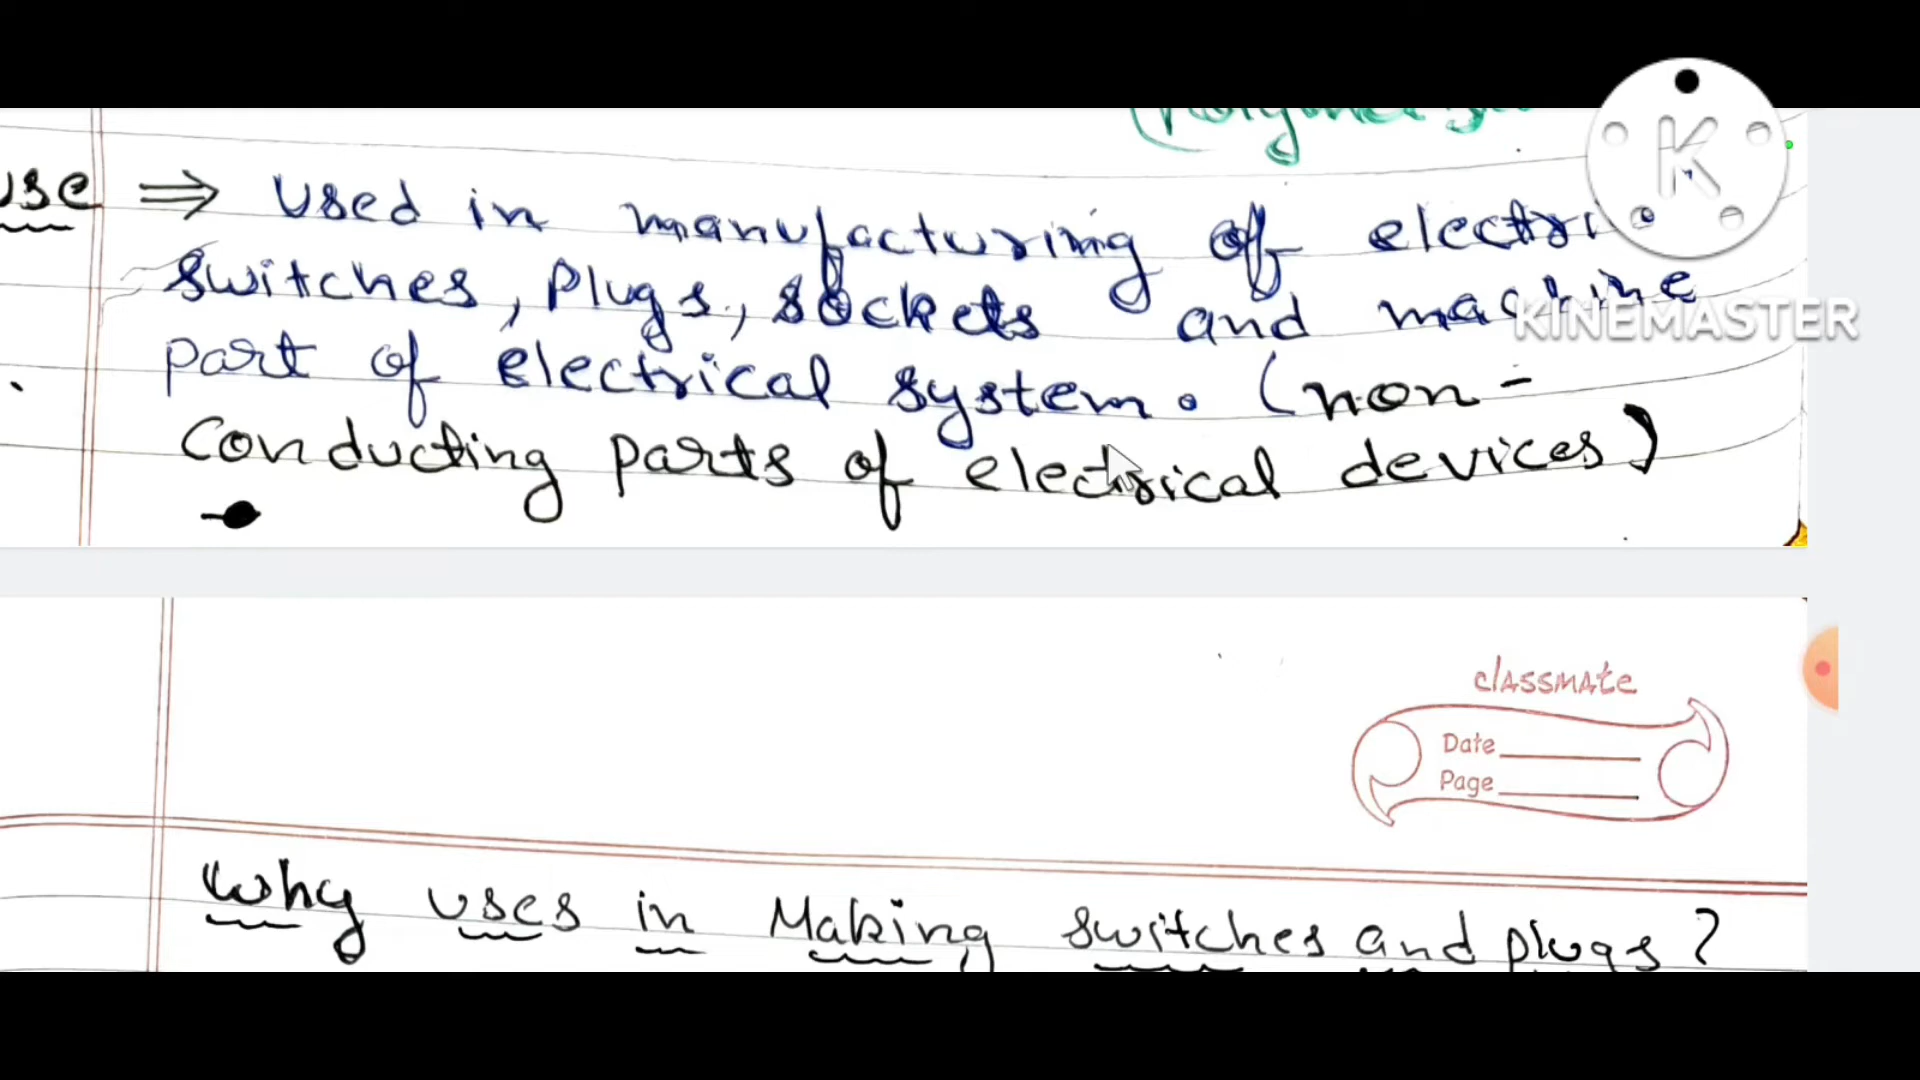 use ⇒ used in manufacturing of electric
switches, plugs, sockets and machine
part of electrical system. (non-
conducting parts of electrical devices)
KINEMASTER
classmate
Date
Page
Why uses in Making switches and plugs?